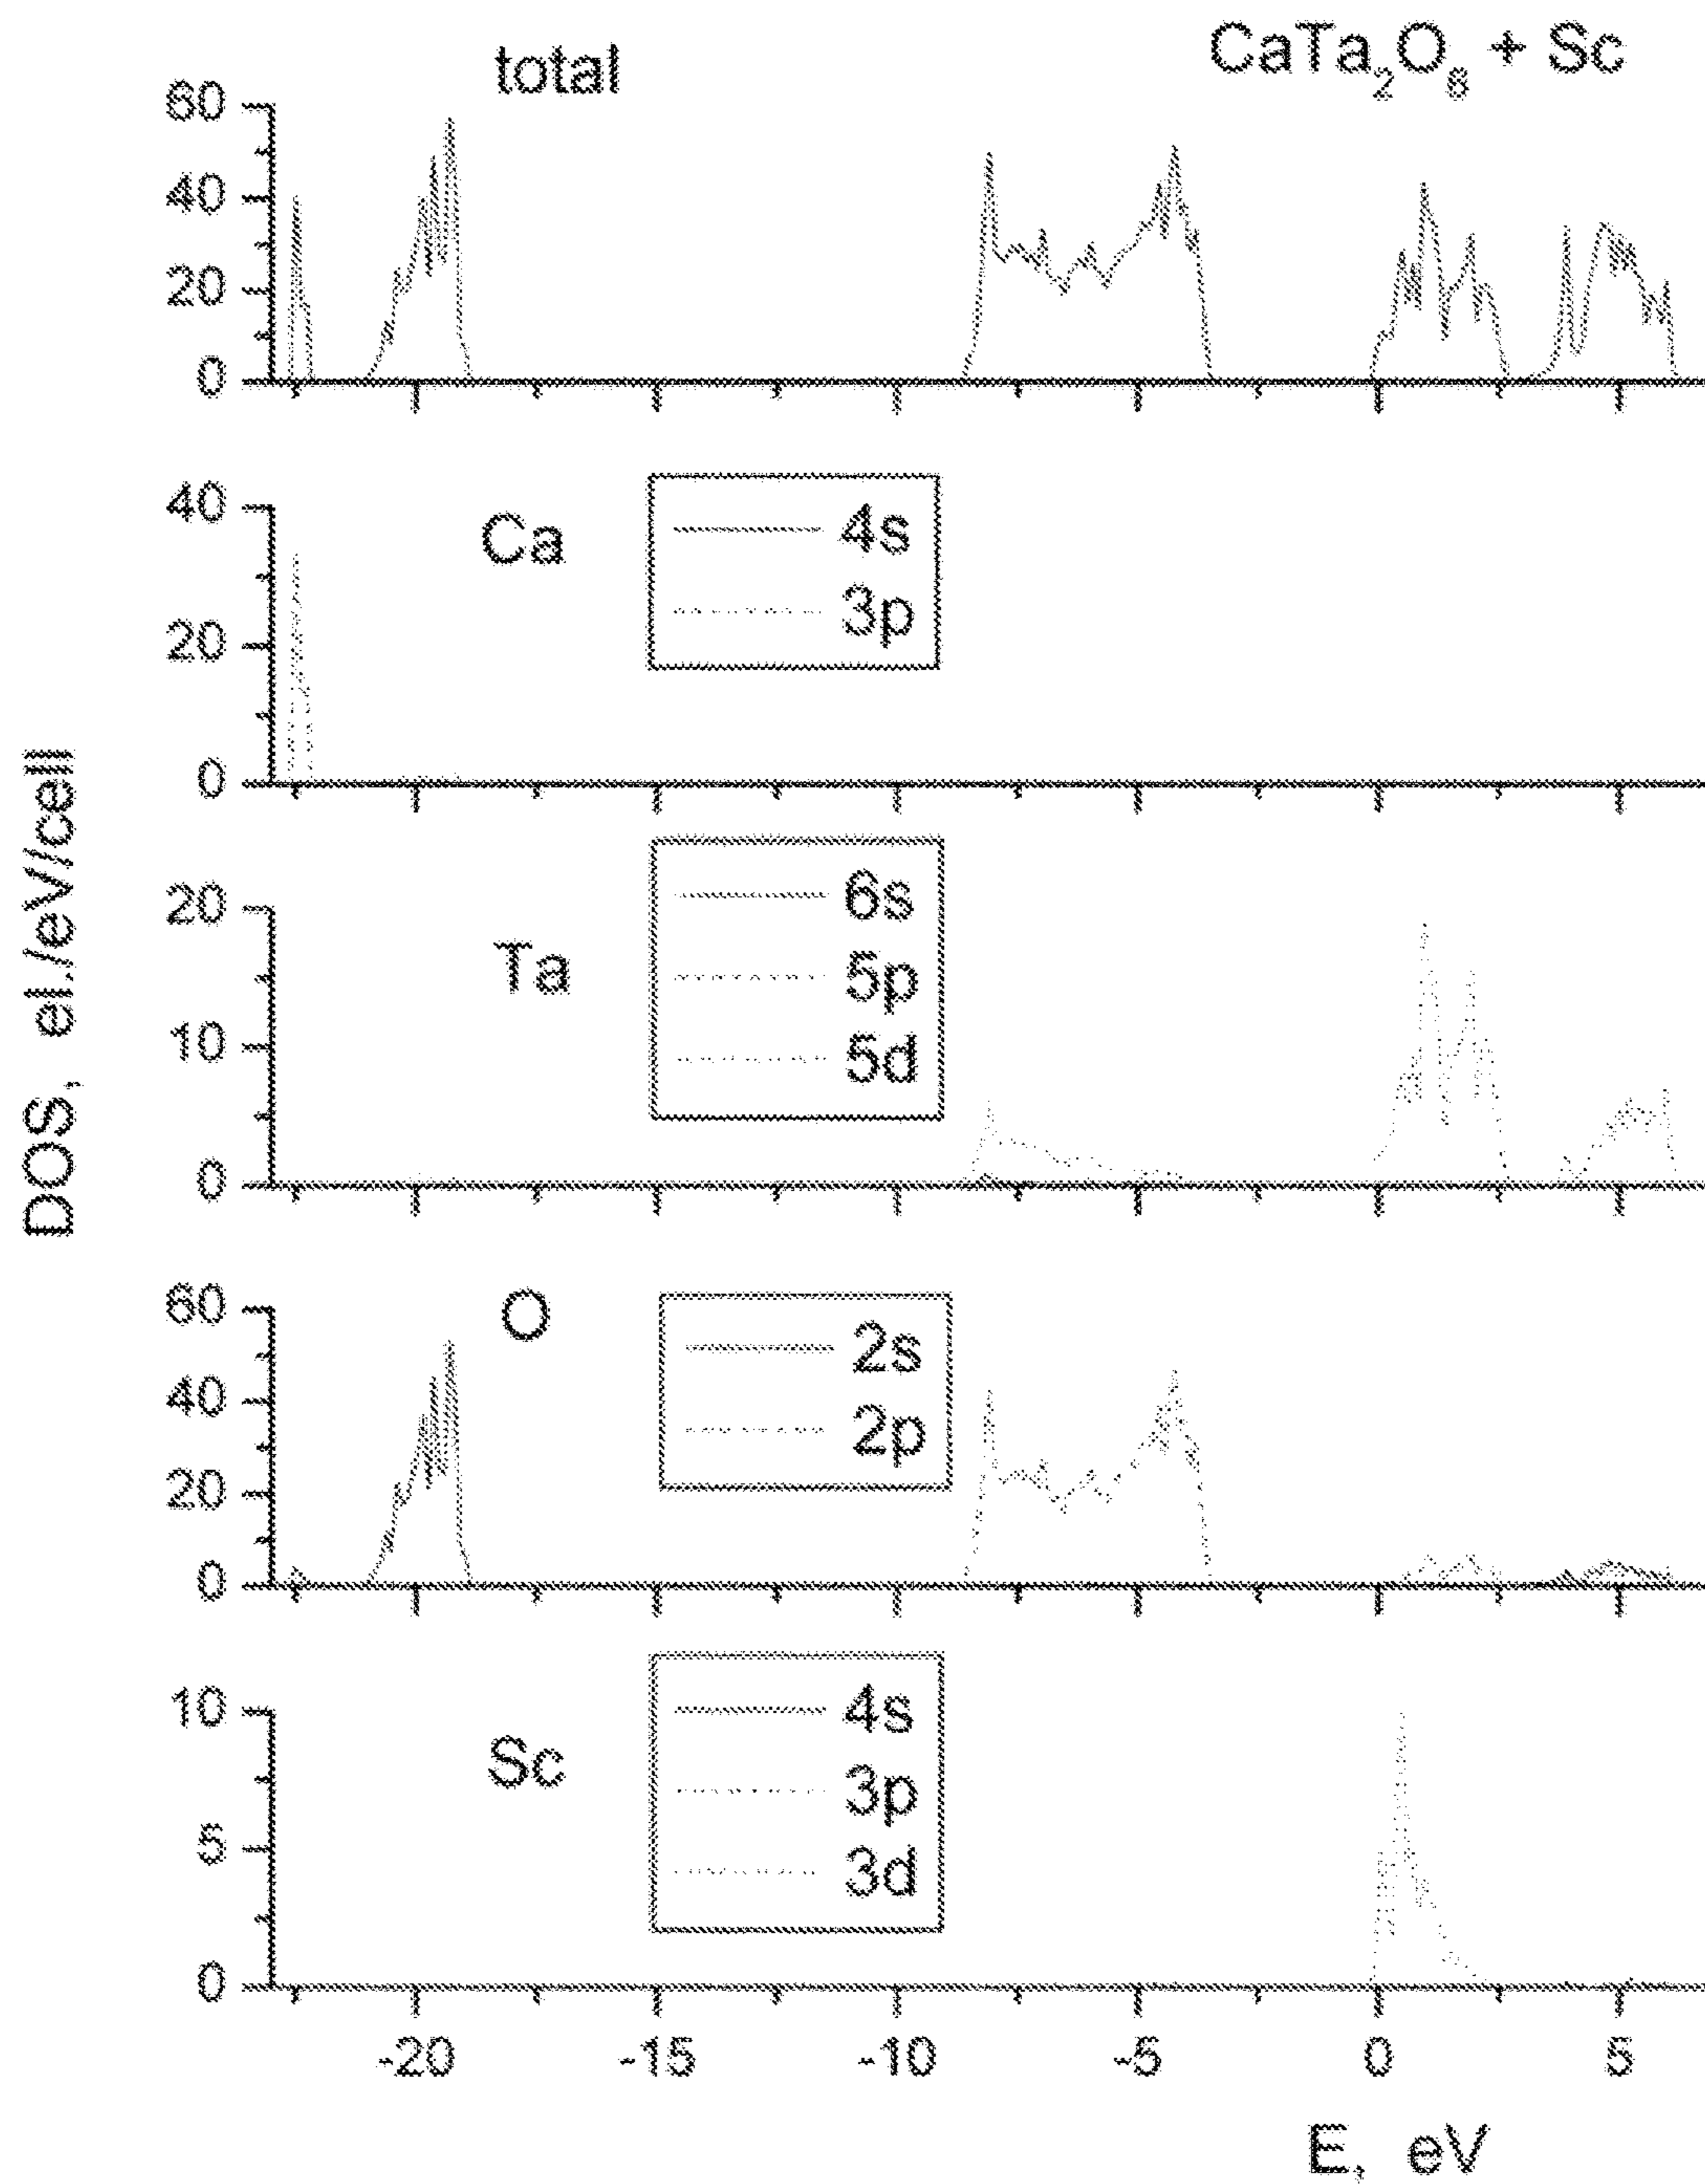 total
CaTa2O6 + Sc
60
40
20
0
Ca
4s
3p
40
20
0
Ta
6s
5p
5d
20
10
0
DOS, el./eV/cell
O
2s
2p
60
40
20
0
Sc
4s
3p
3d
10
5
0
-20 -15 -10 -5 0 5
E, eV